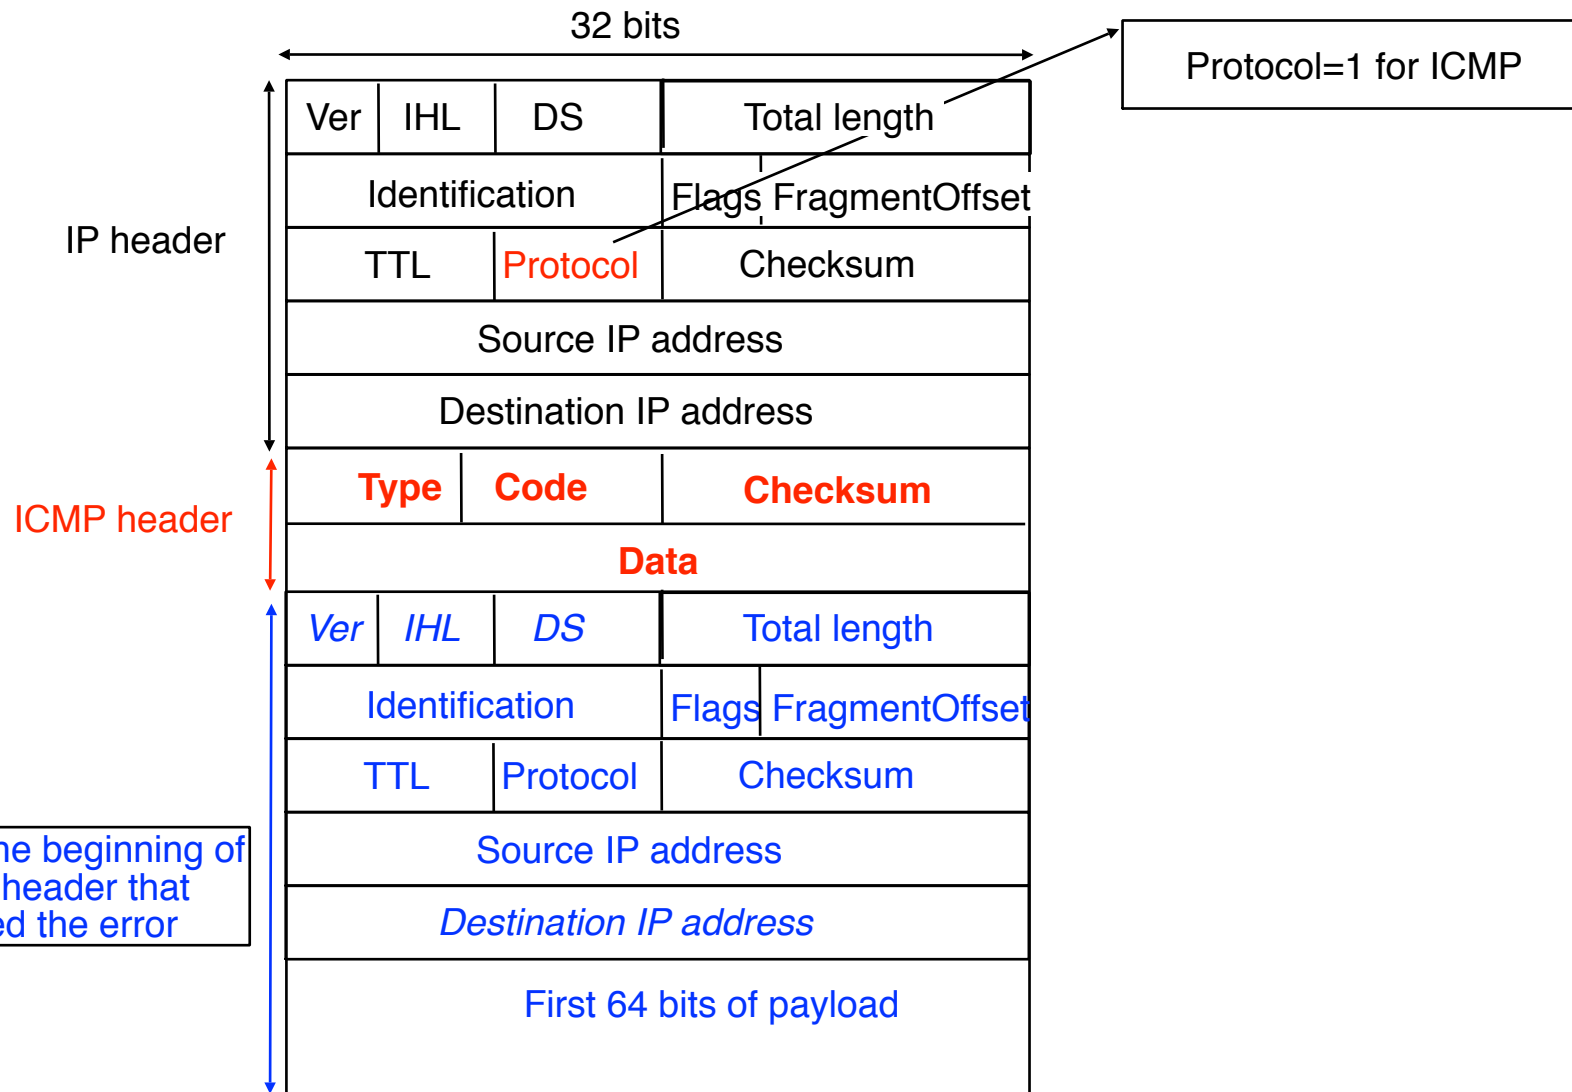 32 bits
Protocol=1 for ICMP
Ver IHL DS Total length
Identification Flags FragmentOffset
IP header
TTL Protocol Checksum
Source IP address
Destination IP address
Type Code Checksum
ICMP header
Data
Ver IHL DS Total length
Identification Flags FragmentOffset
TTL Protocol Checksum
Source IP address
beginning of
header that
the error
Destination IP address
First 64 bits of payload